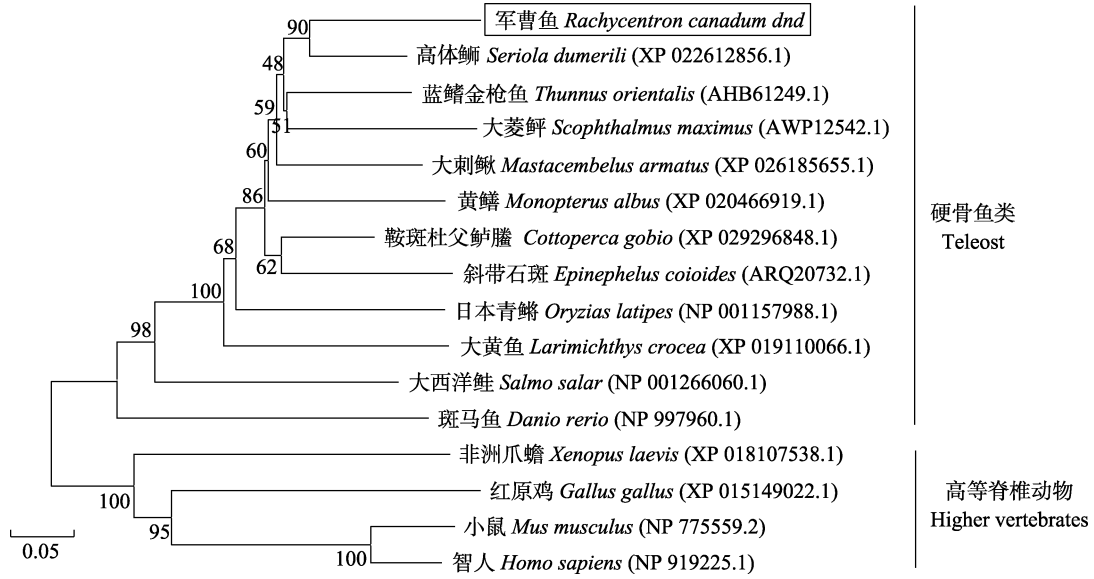 90
军曹鱼 Rachycentron canadum dnd
高体鰤 Seriola dumerili (XP 022612856.1)
48
蓝鳍金枪鱼 Thunnus orientalis (AHB61249.1)
59
51
大菱鲆 Scophthalmus maximus (AWP12542.1)
60
大刺鳅 Mastacembelus armatus (XP 026185655.1)
86
黄鳝 Monopterus albus (XP 020466919.1)
硬骨鱼类
Teleost
68
鞍斑杜父鲈䲢 Cottoperca gobio (XP 029296848.1)
62
斜带石斑 Epinephelus coioides (ARQ20732.1)
100
日本青鳉 Oryzias latipes (NP 001157988.1)
98
大黄鱼 Larimichthys crocea (XP 019110066.1)
大西洋鲑 Salmo salar (NP 001266060.1)
斑马鱼 Danio rerio (NP 997960.1)
非洲爪蟾 Xenopus laevis (XP 018107538.1)
100
红原鸡 Gallus gallus (XP 015149022.1)
高等脊椎动物
Higher vertebrates
95
小鼠 Mus musculus (NP 775559.2)
100
智人 Homo sapiens (NP 919225.1)
0.05